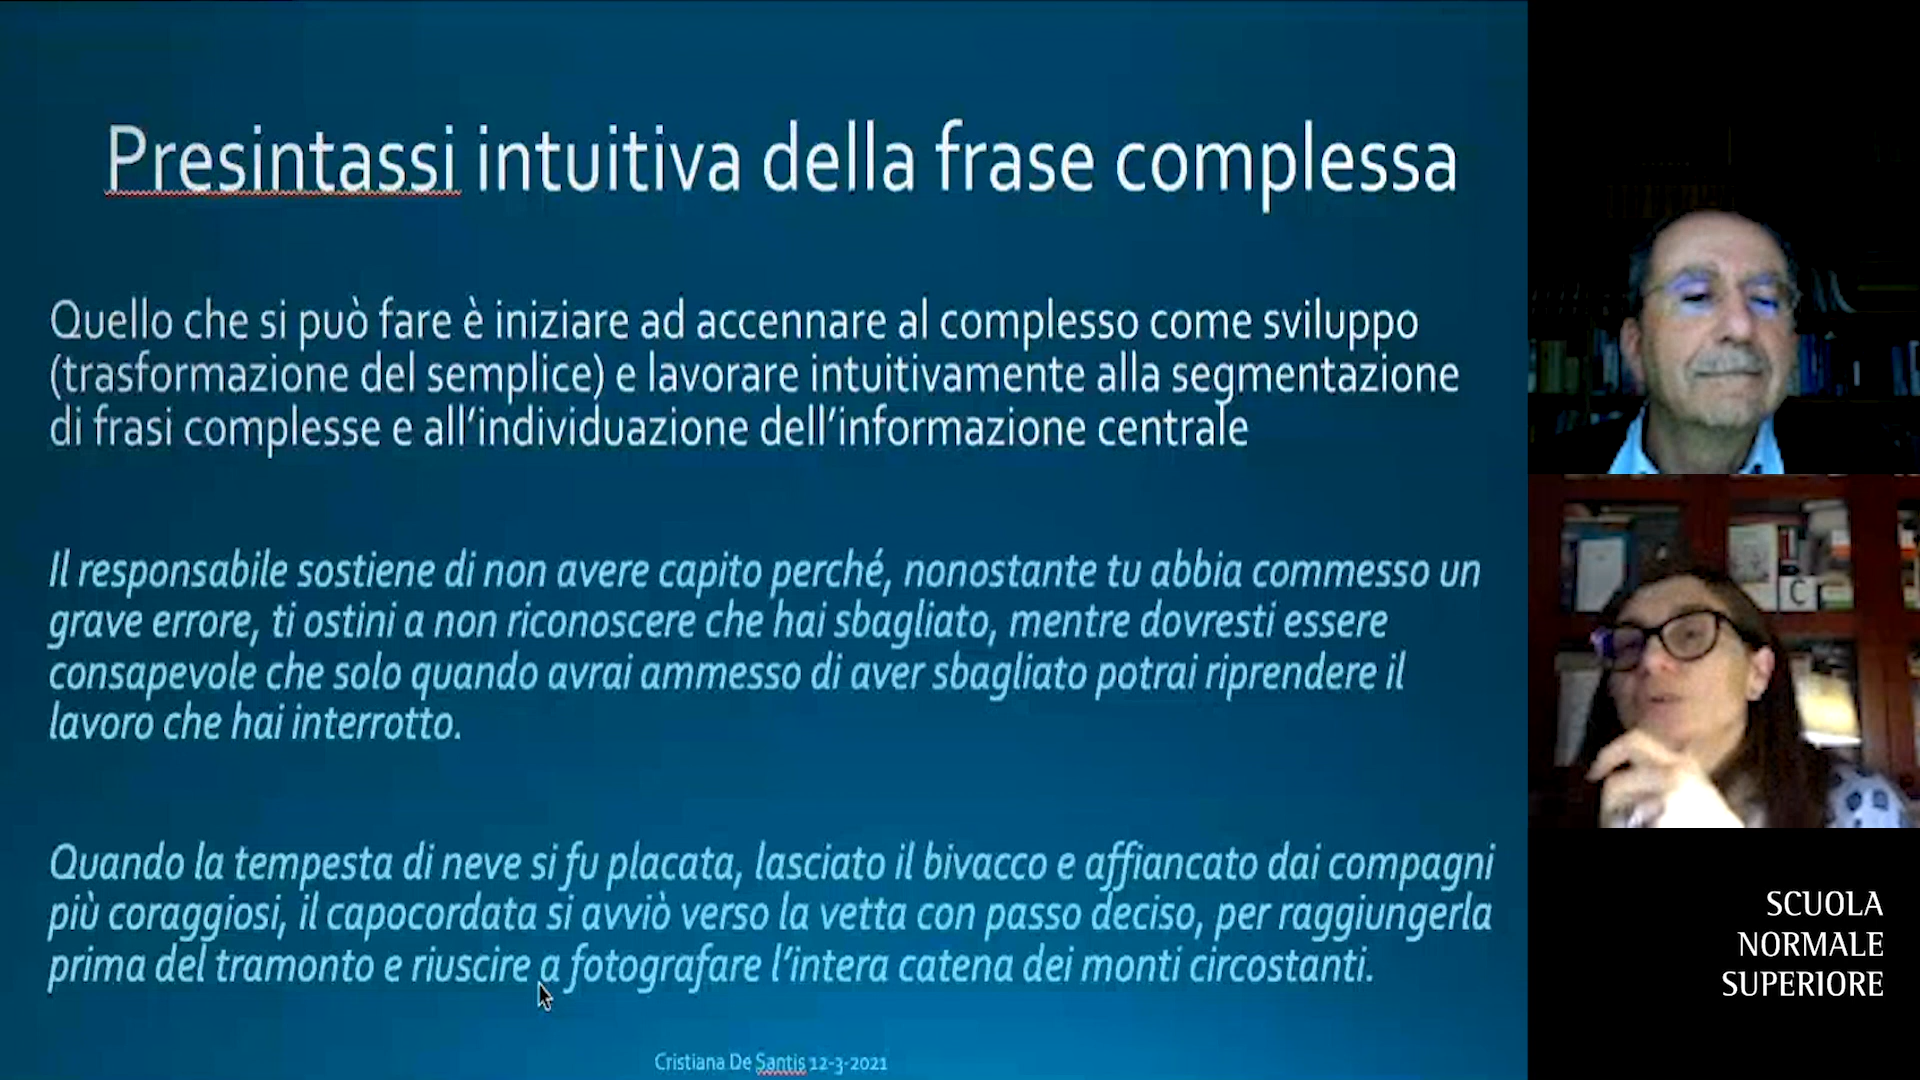 Presintassi intuitiva della frase complessa
Quello che si può fare è iniziare ad accennare al complesso come sviluppo
(trasformazione del semplice) e lavorare intuitivamente alla segmentazione
di frasi complesse e all’individuazione dell’informazione centrale
Il responsabile sostiene di non avere capito perché, nonostante tu abbia commesso un
grave errore, ti ostini a non riconoscere che hai sbagliato, mentre dovresti essere
consapevole che solo quando avrai ammesso di aver sbagliato potrai riprendere il
lavoro che hai interrotto.
Quando la tempesta di neve si fu placata, lasciato il bivacco e affiancato dai compagni
più coraggiosi, il capocordata si avviò verso la vetta con passo deciso, per raggiungerla
prima del tramonto e riuscire a fotografare l’intera catena dei monti circostanti.
Cristiana De Santis 12-3-2021
C
SCUOLA
NORMALE
SUPERIORE